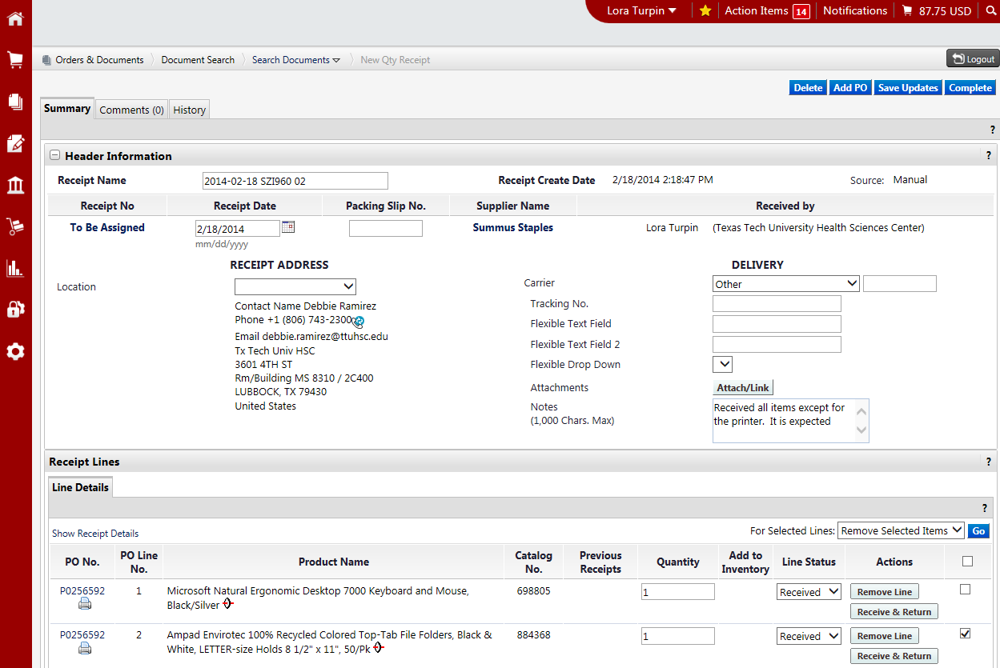 Lora Turpin Action Items 14 Notifications 87.75 USD
Orders & Documents Document Search Search Documents New Qty Receipt Logout
Delete Add PO Save Updates Complete
Summary Comments (0) History
?
Header Information ?
Receipt Name 2014-02-18 SZI960 02 Receipt Create Date 2/18/2014 2:18:47 PM Source: Manual
Receipt No Receipt Date Packing Slip No. Supplier Name Received by
To Be Assigned 2/18/2014 Summus Staples Lora Turpin (Texas Tech University Health Sciences Center)
mm/dd/yyyy
RECEIPT ADDRESS DELIVERY
Location Carrier Other
Contact Name Debbie Ramirez Tracking No.
Phone +1 (806) 743-2300 Flexible Text Field
Email debbie.ramirez@ttuhsc.edu Flexible Text Field 2
Tx Tech Univ HSC
3601 4TH ST Flexible Drop Down
Rm/Building MS 8310 / 2C400
LUBBOCK, TX 79430 Attachments Attach/Link
United States Notes Received all items except for
(1,000 Chars. Max) the printer. It is expected
Receipt Lines ?
Line Details
?
Show Receipt Details For Selected Lines: Remove Selected Items Go
PO No. PO Line No. Product Name Catalog No. Previous Receipts Quantity Add to Inventory Line Status Actions
P0256592 1 Microsoft Natural Ergonomic Desktop 7000 Keyboard and Mouse, 698805 1 Received Remove Line
Black/Silver Receive & Return
P0256592 2 Ampad Envirotec 100% Recycled Colored Top-Tab File Folders, Black & 884368 1 Received Remove Line
White, LETTER-size Holds 8 1/2" x 11", 50/Pk Receive & Return